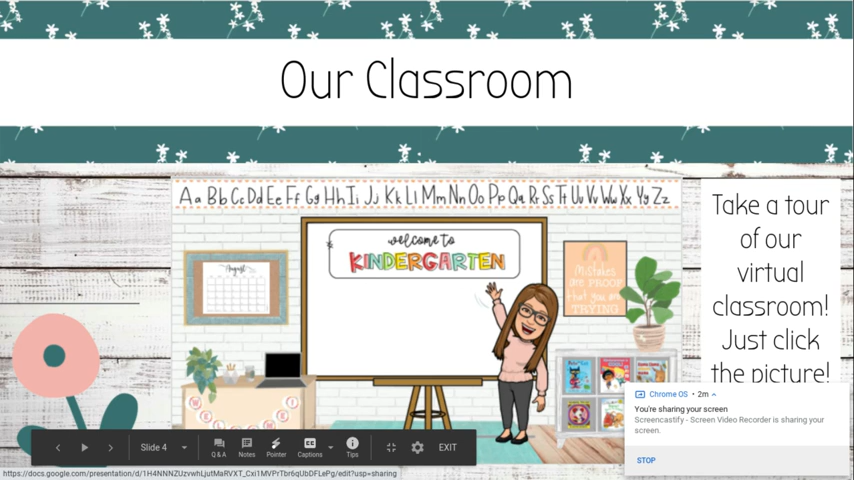 Our Classroom
Aa Bb Cc Dd Ee Ff Gg Hh Ii Jj Kk Ll Mm Nn Oo Pp Qq Rr Ss Tt Uu Vv Ww Xx Yy Zz
welcome to
KINDERGARTEN
August
Mistakes
are PROOF
that you are
TRYING
Take a tour
of our
virtual
classroom!
Just click
the picture!
WELCOME
Chrome OS • 2m
You're sharing your screen
Screencastify - Screen Video Recorder is sharing your
screen.
STOP
Slide 4
Q & A
Notes
Pointer
Captions
Tips
EXIT
https://docs.google.com/presentation/d/1H4NNNZUzvwhLjutMaRVXT_Cxi1MVPrTbr6qUbDFLePg/edit?usp=sharing